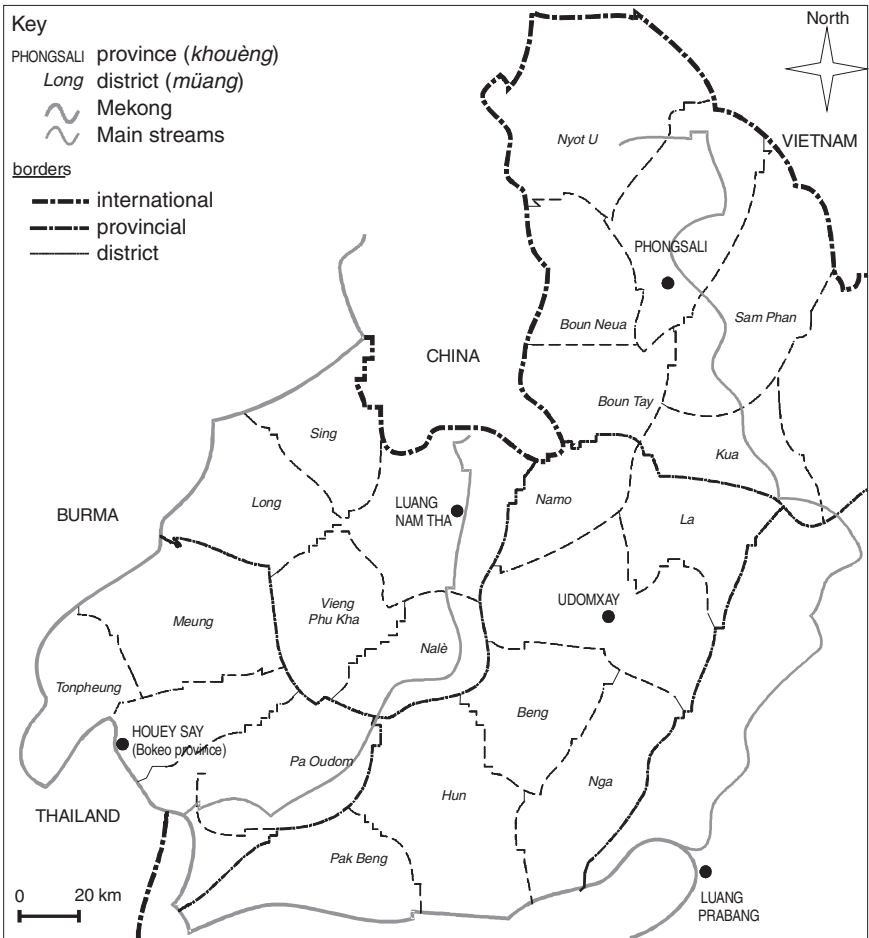 Key
North
PHONGSALI province (khouèng)
Long district (müang)
Mekong
Main streams
borders
international
provincial
district
Nyot U
VIETNAM
PHONGSALI
Boun Neua
Sam Phan
CHINA
Boun Tay
Sing
Kua
Long
LUANG
NAM THA
Namo
BURMA
La
Vieng
Phu Kha
UDOMXAY
Meung
Nalè
Tonpheung
Beng
HOUEY SAY
(Bokeo province)
Pa Oudom
Nga
Hun
THAILAND
Pak Beng
0 20 km
LUANG
PRABANG